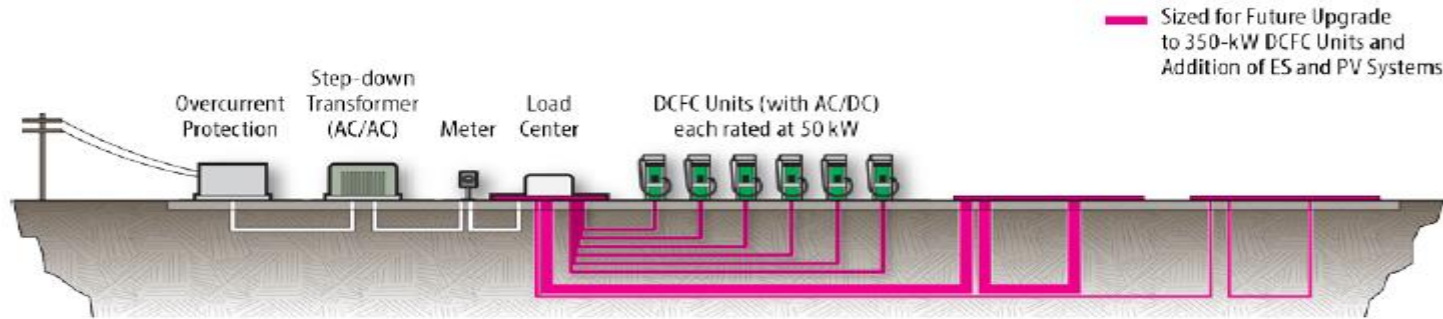 Sized for Future Upgrade
to 350-kW DCFC Units and
Addition of ES and PV Systems
Overcurrent
Protection
Step-down
Transformer
(AC/AC)
Meter
Load
Center
DCFC Units (with AC/DC)
each rated at 50 kW